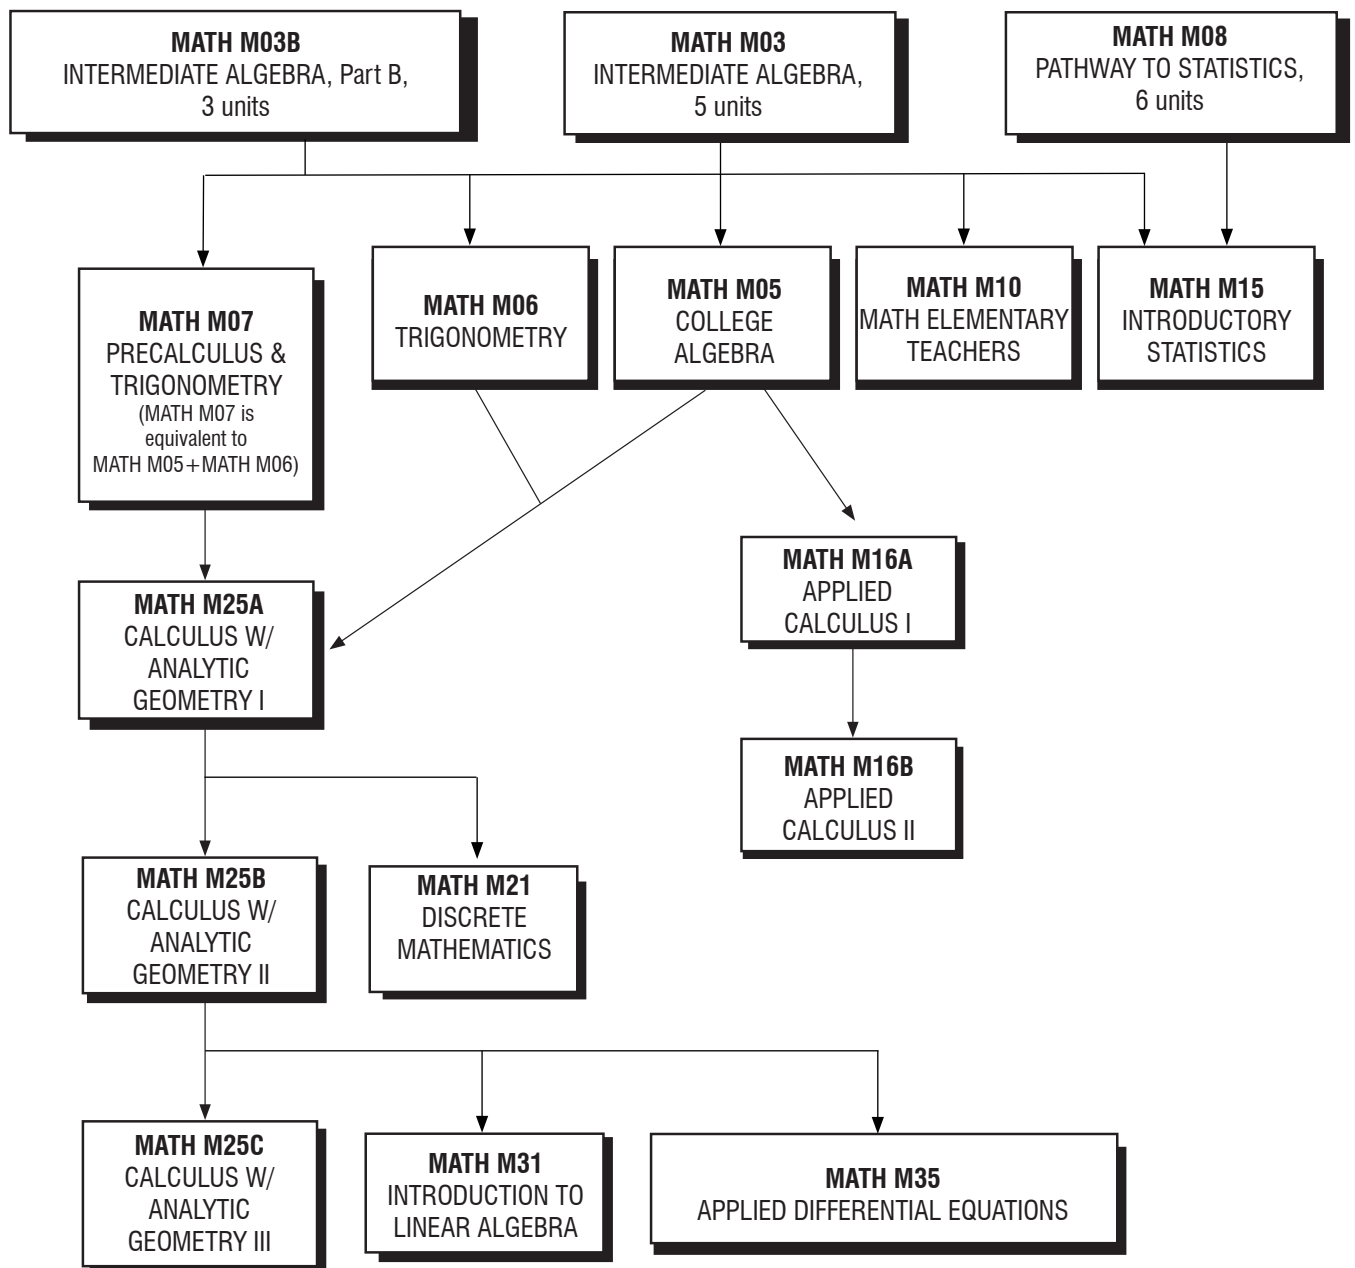 MATH M03B
INTERMEDIATE ALGEBRA, Part B,
3 units
MATH M03
INTERMEDIATE ALGEBRA,
5 units
MATH M08
PATHWAY TO STATISTICS,
6 units
MATH M07
PRECALCULUS &
TRIGONOMETRY
(MATH M07 is
equivalent to
MATH M05+MATH M06)
MATH M06
TRIGONOMETRY
MATH M05
COLLEGE
ALGEBRA
MATH M10
MATH ELEMENTARY
TEACHERS
MATH M15
INTRODUCTORY
STATISTICS
MATH M25A
CALCULUS W/
ANALYTIC
GEOMETRY I
MATH M16A
APPLIED
CALCULUS I
MATH M16B
APPLIED
CALCULUS II
MATH M25B
CALCULUS W/
ANALYTIC
GEOMETRY II
MATH M21
DISCRETE
MATHEMATICS
MATH M25C
CALCULUS W/
ANALYTIC
GEOMETRY III
MATH M31
INTRODUCTION TO
LINEAR ALGEBRA
MATH M35
APPLIED DIFFERENTIAL EQUATIONS